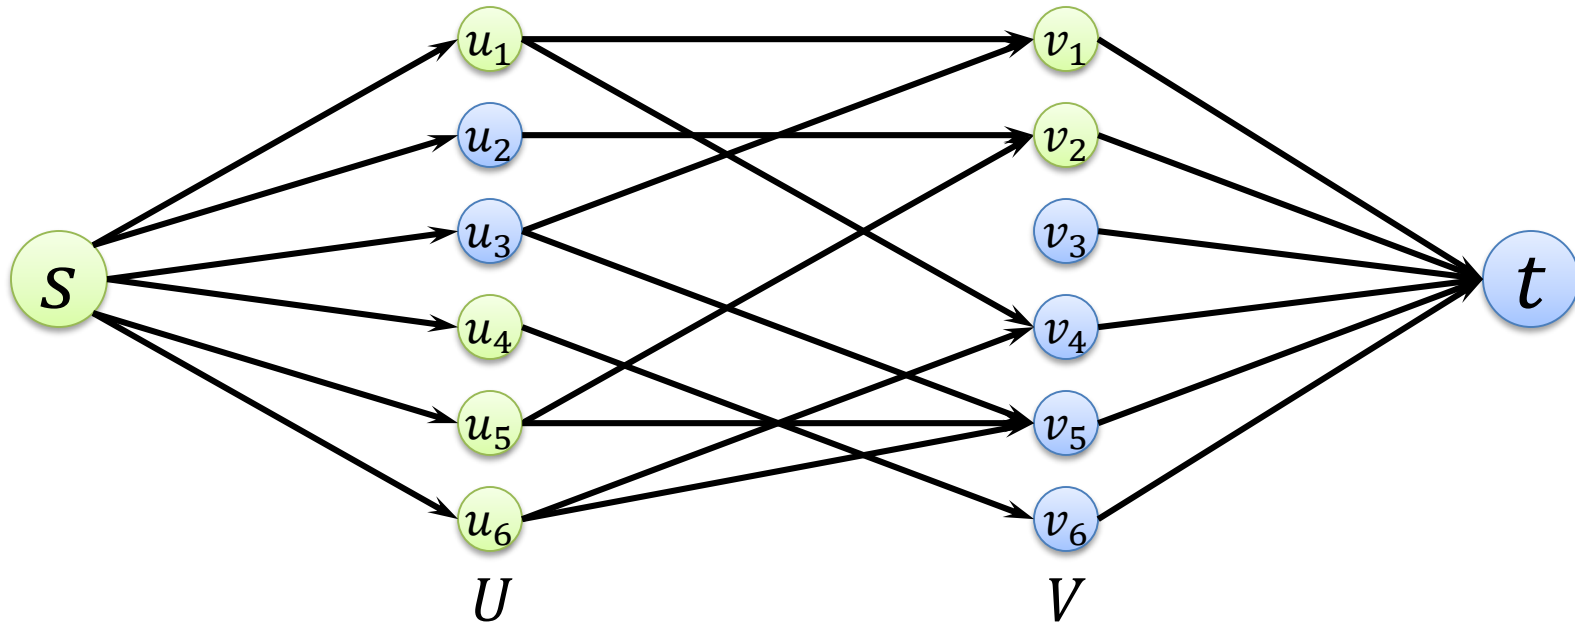 u₁ v₁
u₂ v₂
u₃ v₃
s t
u₄ v₄
u₅ v₅
u₆ v₆
U V